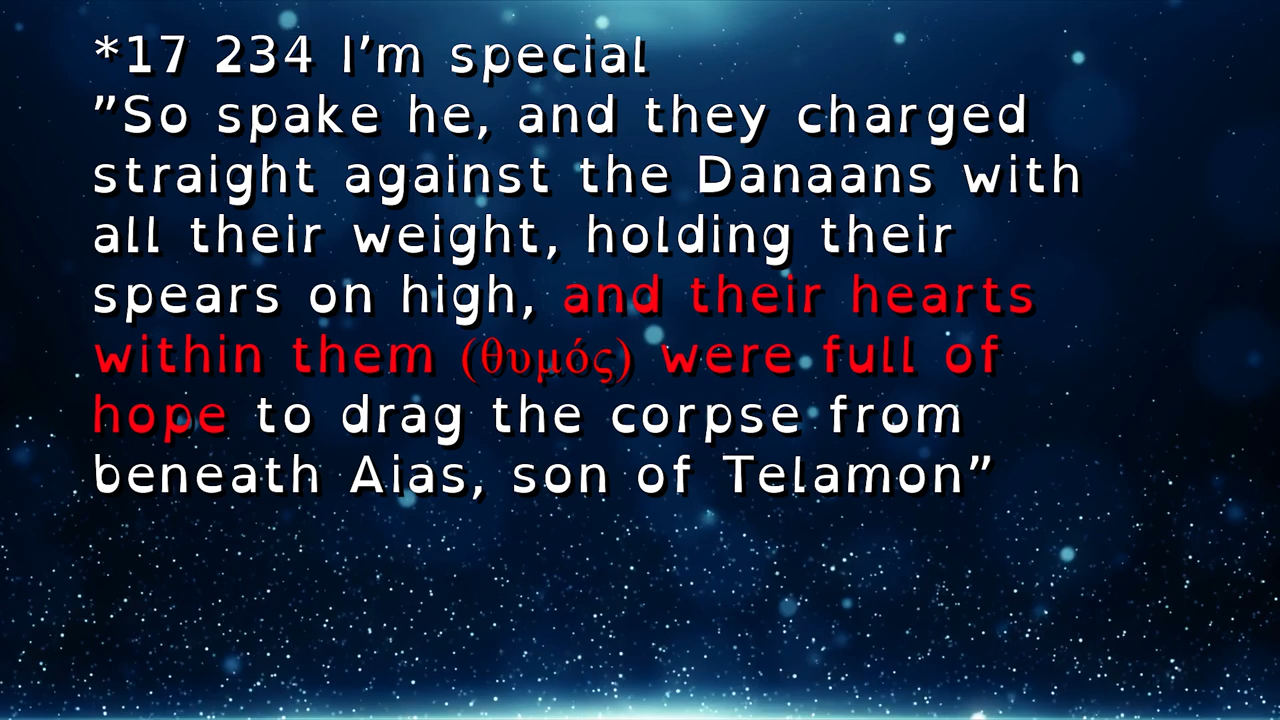 *17 234 I’m special
”So spake he, and they charged
straight against the Danaans with
all their weight, holding their
spears on high, and their hearts
within them (θυμός) were full of
hope to drag the corpse from
beneath Aias, son of Telamon”